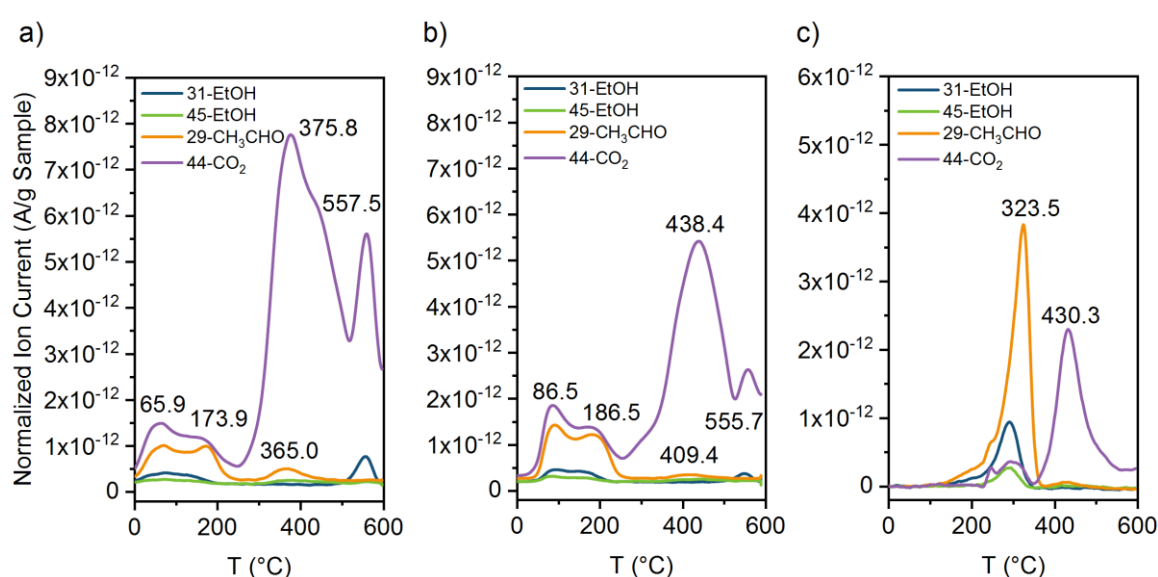 a)
9x10⁻¹²
8x10⁻¹²
7x10⁻¹²
6x10⁻¹²
5x10⁻¹²
4x10⁻¹²
3x10⁻¹²
2x10⁻¹²
1x10⁻¹²
0
Normalized Ion Current (A/g Sample)
31-EtOH
45-EtOH
29-CH₃CHO
44-CO₂
375.8
557.5
65.9
173.9
365.0
0 200 400 600
T (°C)
b)
9x10⁻¹²
8x10⁻¹²
7x10⁻¹²
6x10⁻¹²
5x10⁻¹²
4x10⁻¹²
3x10⁻¹²
2x10⁻¹²
1x10⁻¹²
0
31-EtOH
45-EtOH
29-CH₃CHO
44-CO₂
438.4
86.5
186.5
555.7
409.4
0 200 400 600
T (°C)
c)
6x10⁻¹²
5x10⁻¹²
4x10⁻¹²
3x10⁻¹²
2x10⁻¹²
1x10⁻¹²
0
31-EtOH
45-EtOH
29-CH₃CHO
44-CO₂
323.5
430.3
0 200 400 600
T (°C)